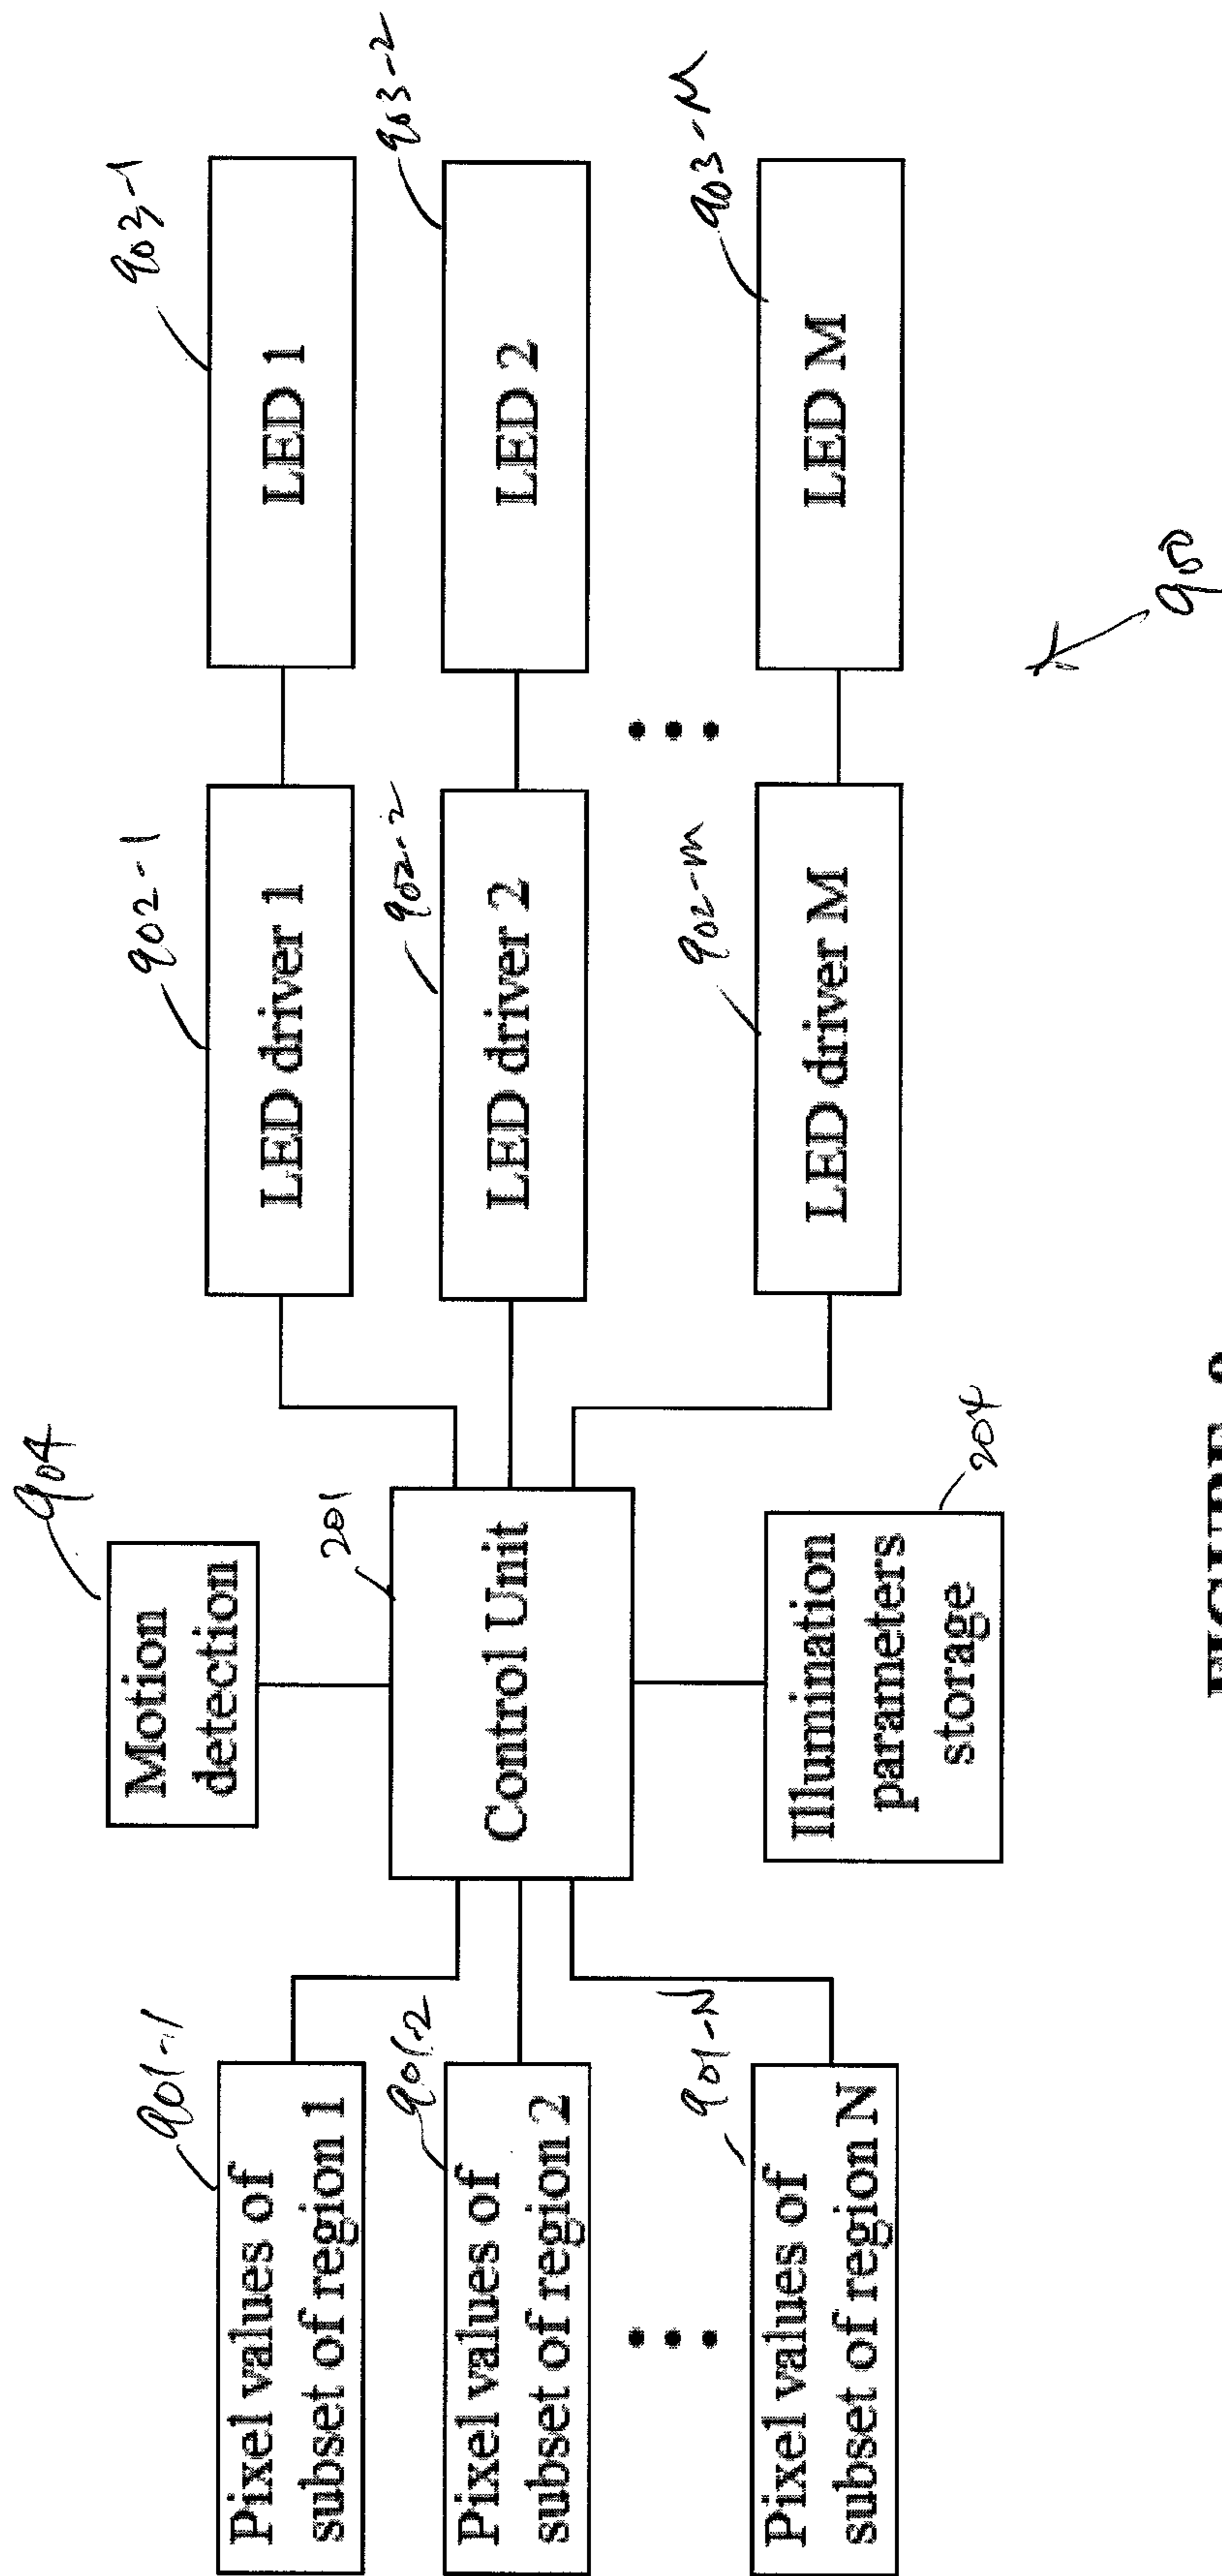 904
Motion
detection
901-1
Pixel values of
subset of region 1
901-2
Pixel values of
subset of region 2
901-N
Pixel values of
subset of region N
201
Control Unit
Illumination
parameters
storage
204
902-1
LED driver 1
902-2
LED driver 2
902-M
LED driver M
903-1
LED 1
903-2
LED 2
903-M
LED M
900